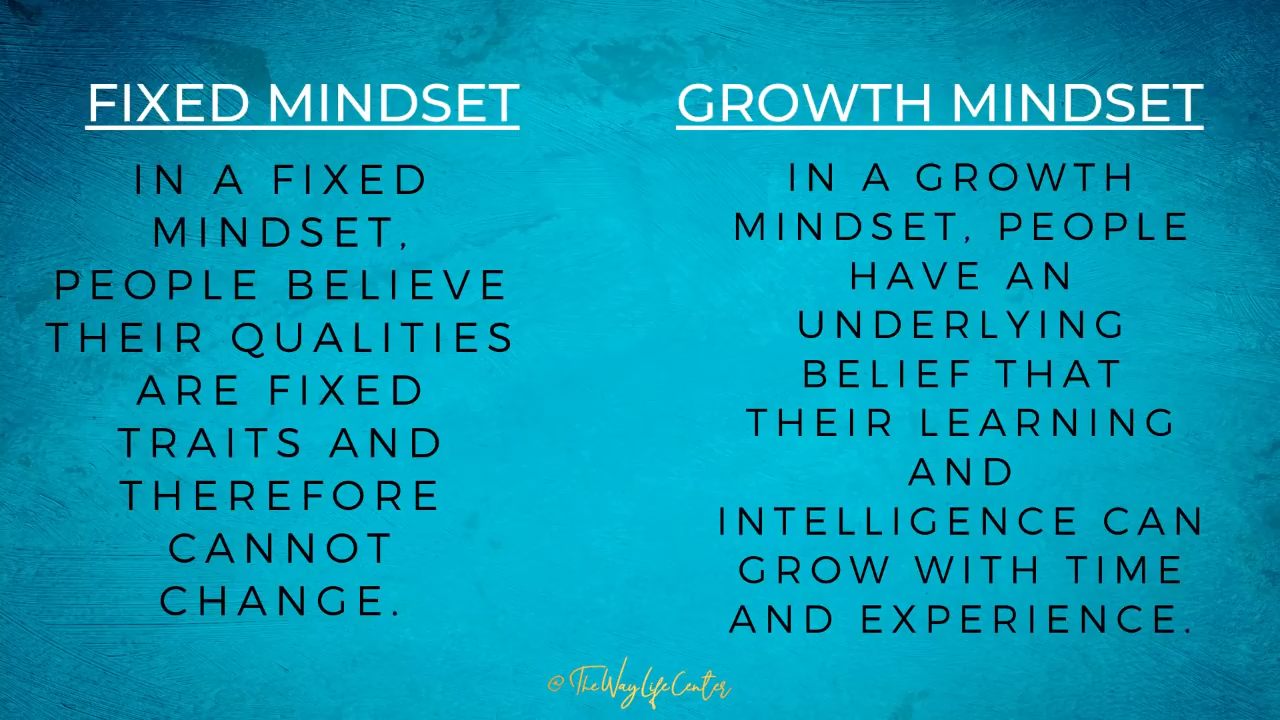 FIXED MINDSET
IN A FIXED
MINDSET,
PEOPLE BELIEVE
THEIR QUALITIES
ARE FIXED
TRAITS AND
THEREFORE
CANNOT
CHANGE.
GROWTH MINDSET
IN A GROWTH
MINDSET, PEOPLE
HAVE AN
UNDERLYING
BELIEF THAT
THEIR LEARNING
AND
INTELLIGENCE CAN
GROW WITH TIME
AND EXPERIENCE.
@TheWayLifeCenter